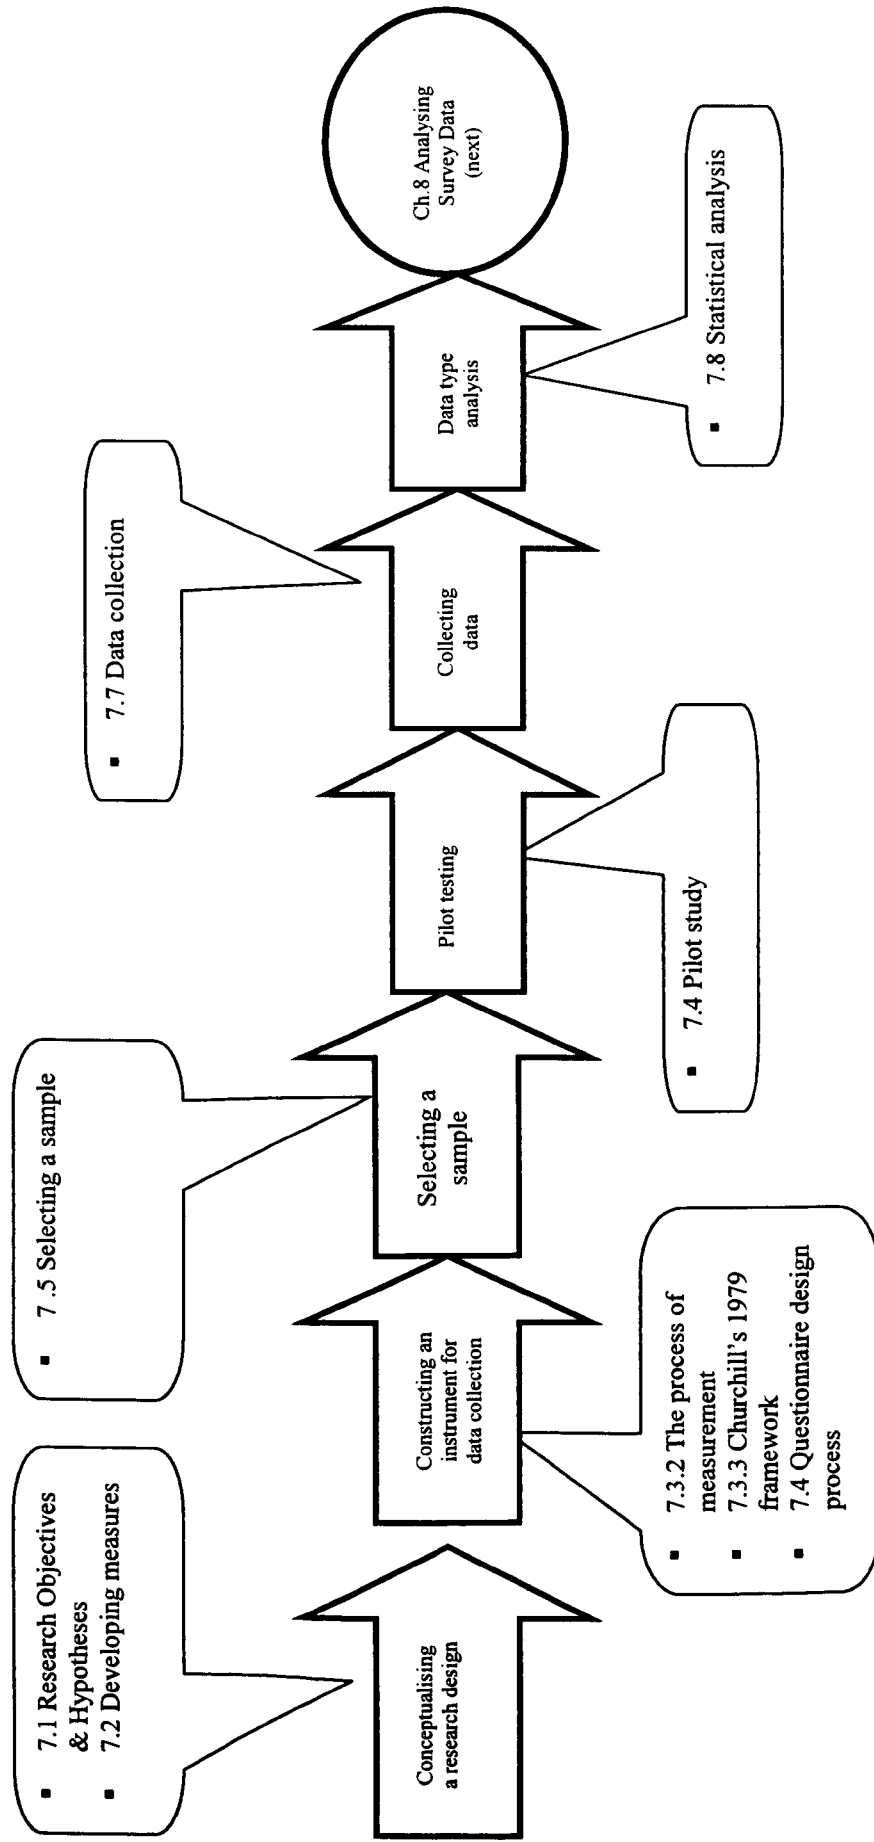 ▪ 7.1 Research Objectives
& Hypotheses
▪ 7.2 Developing measures
▪ 7 .5 Selecting a sample
▪ 7.7 Data collection
Conceptualising
a research design
Constructing an
instrument for
data collection
Selecting a
sample
Pilot testing
Collecting
data
Data type
analysis
Ch.8 Analysing
Survey Data
(next)
▪ 7.3.2 The process of
measurement
▪ 7.3.3 Churchill's 1979
framework
▪ 7.4 Questionnaire design
process
▪ 7.4 Pilot study
▪ 7.8 Statistical analysis